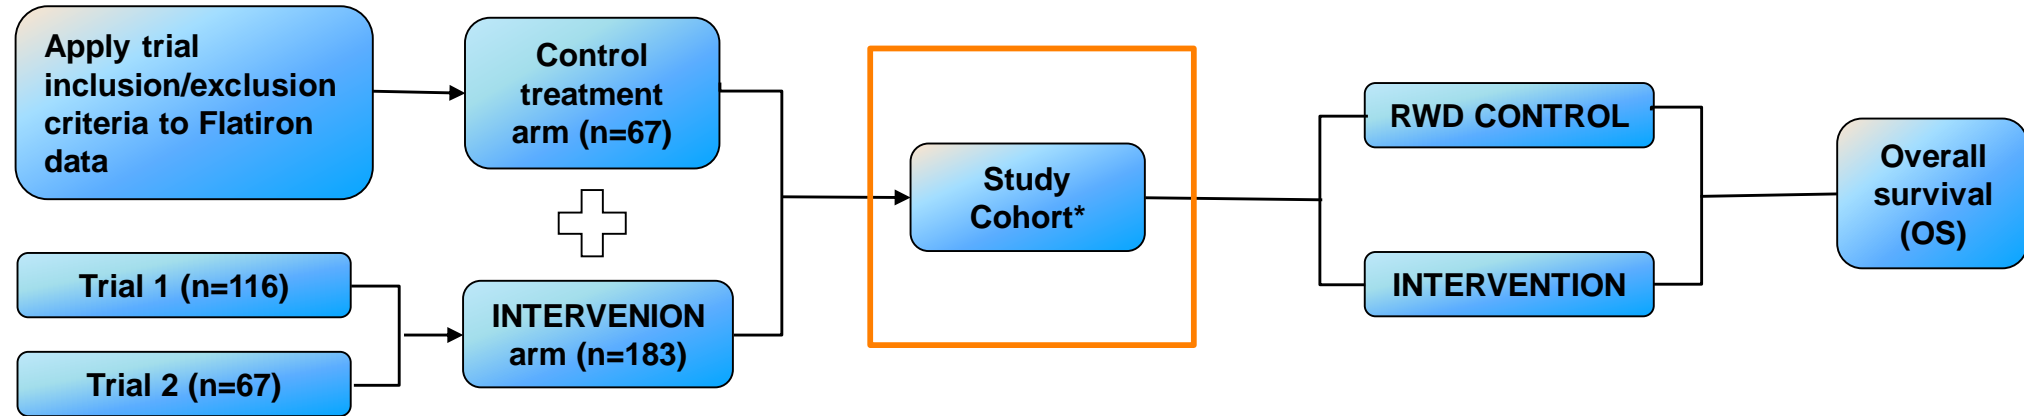 Apply trial
inclusion/exclusion
criteria to Flatiron
data
Control
treatment
arm (n=67)
Trial 1 (n=116)
Trial 2 (n=67)
INTERVENION
arm (n=183)
Study
Cohort*
RWD CONTROL
INTERVENTION
Overall
survival
(OS)